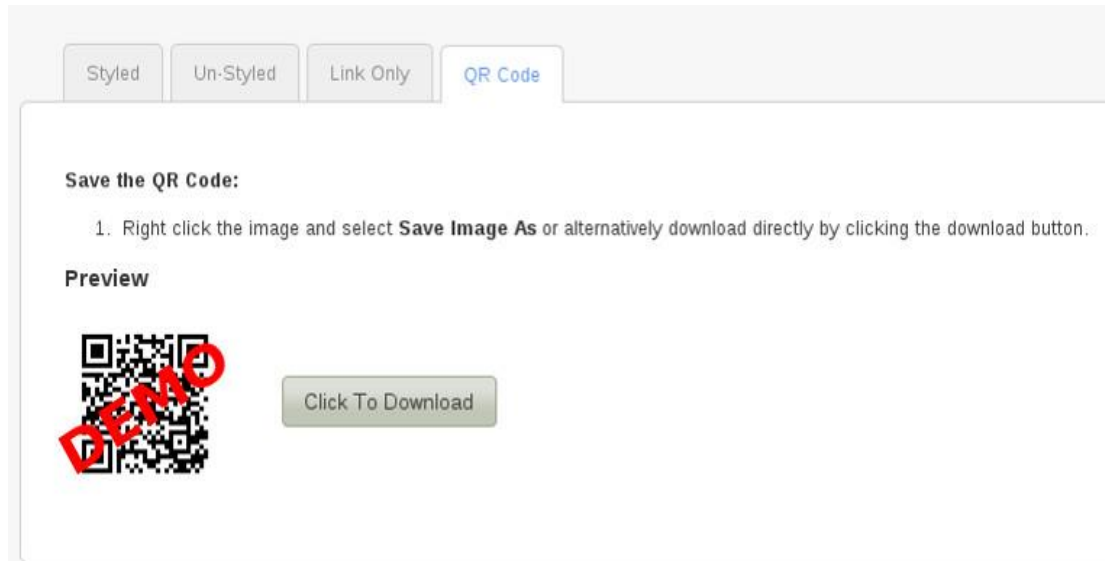 Styled Un-Styled Link Only QR Code
Save the QR Code:
1. Right click the image and select Save Image As or alternatively download directly by clicking the download button.
Preview
DEMO
Click To Download